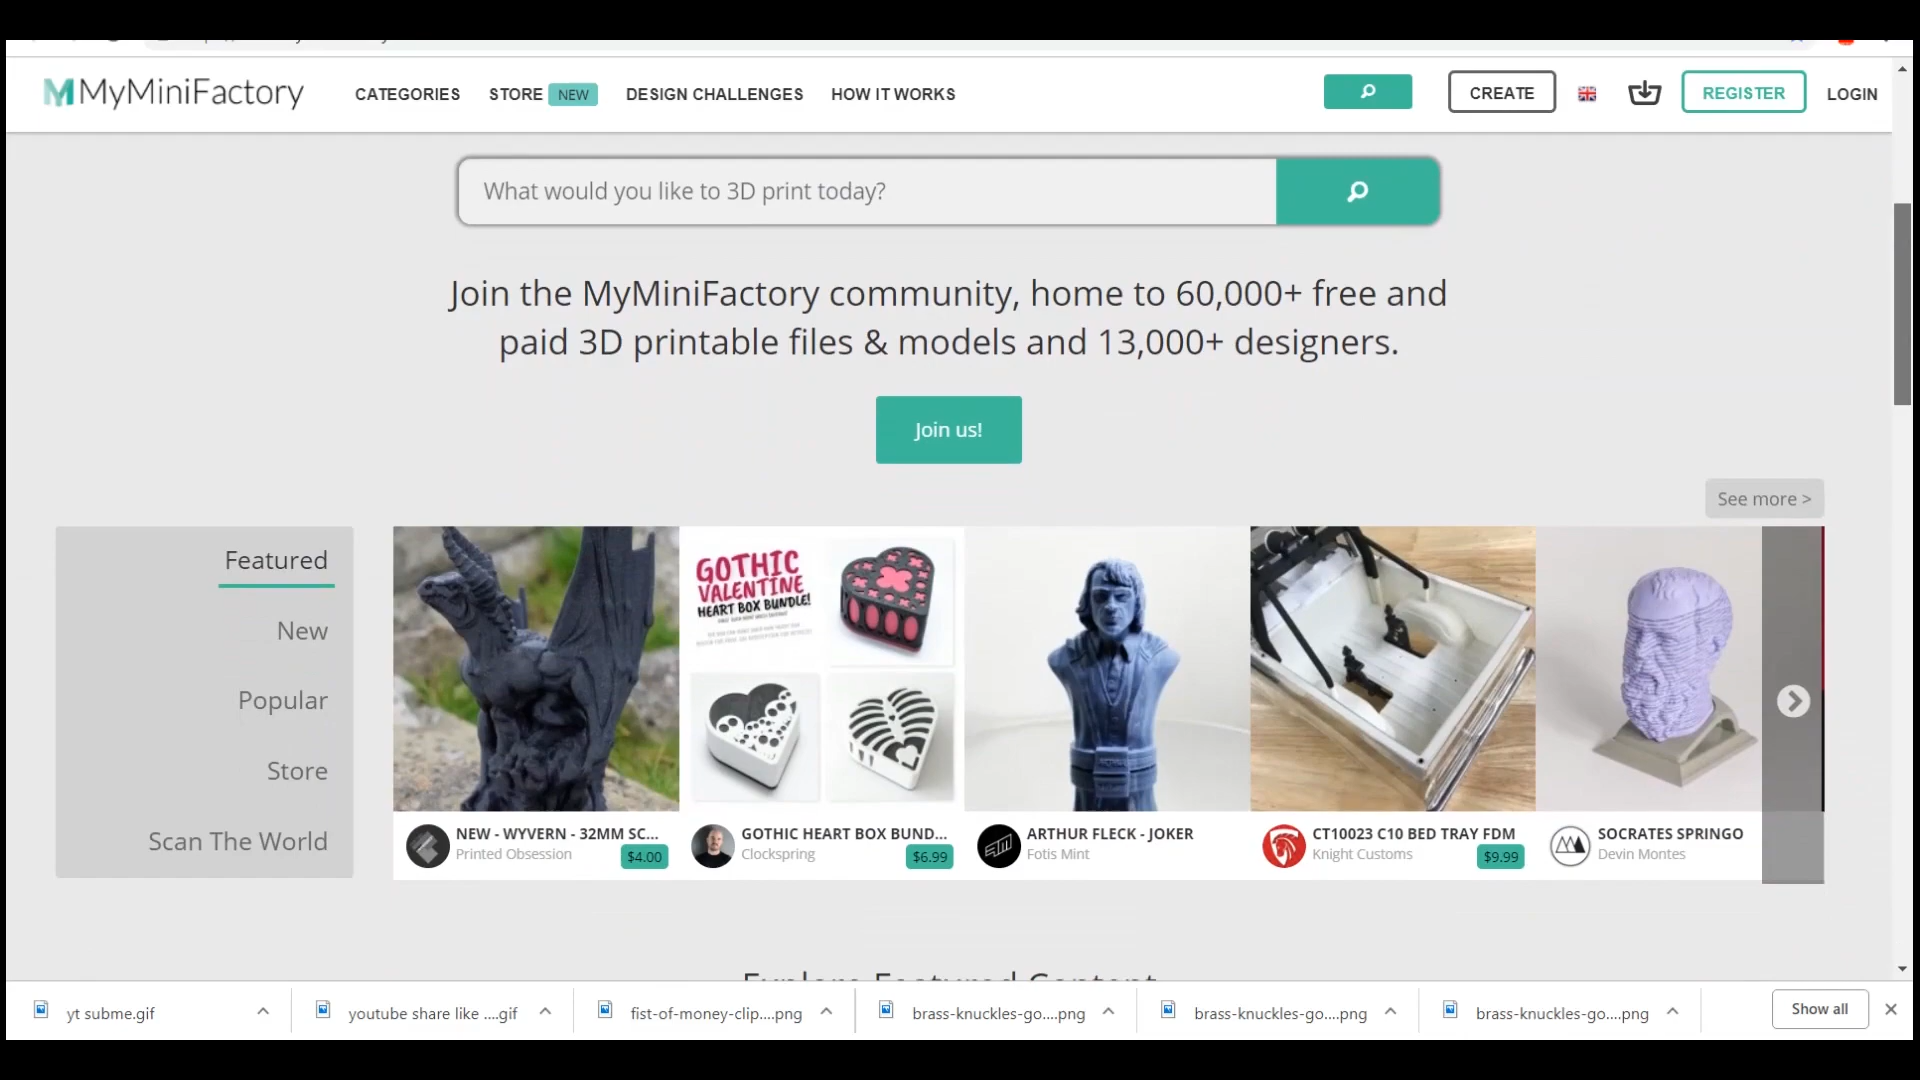 MyMiniFactory
CATEGORIES
STORE NEW
DESIGN CHALLENGES
HOW IT WORKS
CREATE
REGISTER
LOGIN
What would you like to 3D print today?
Join the MyMiniFactory community, home to 60,000+ free and
paid 3D printable files & models and 13,000+ designers.
Join us!
See more >
Featured
New
Popular
Store
Scan The World
GOTHIC
VALENTINE
HEART BOX BUNDLE!
NEW - WYVERN - 32MM SC...
Printed Obsession
$4.00
GOTHIC HEART BOX BUND...
Clockspring
$6.99
ARTHUR FLECK - JOKER
Fotis Mint
CT10023 C10 BED TRAY FDM
Knight Customs
$9.99
SOCRATES SPRINGO
Devin Montes
Explore Featured Content
yt subme.gif
youtube share like ....gif
fist-of-money-clip....png
brass-knuckles-go....png
brass-knuckles-go....png
brass-knuckles-go....png
Show all